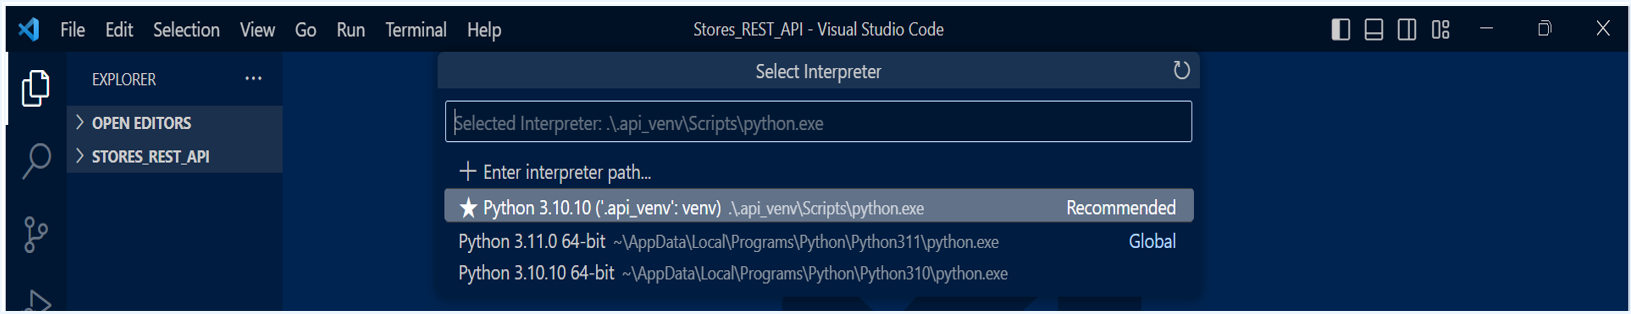 File Edit Selection View Go Run Terminal Help Stores_REST_API - Visual Studio Code
EXPLORER ...
OPEN EDITORS
STORES_REST_API
Select Interpreter
Selected Interpreter: .\.api_venv\Scripts\python.exe
Enter interpreter path...
Python 3.10.10 ('.api_venv': venv) .\.api_venv\Scripts\python.exe Recommended
Python 3.11.0 64-bit ~\AppData\Local\Programs\Python\Python311\python.exe Global
Python 3.10.10 64-bit ~\AppData\Local\Programs\Python\Python310\python.exe